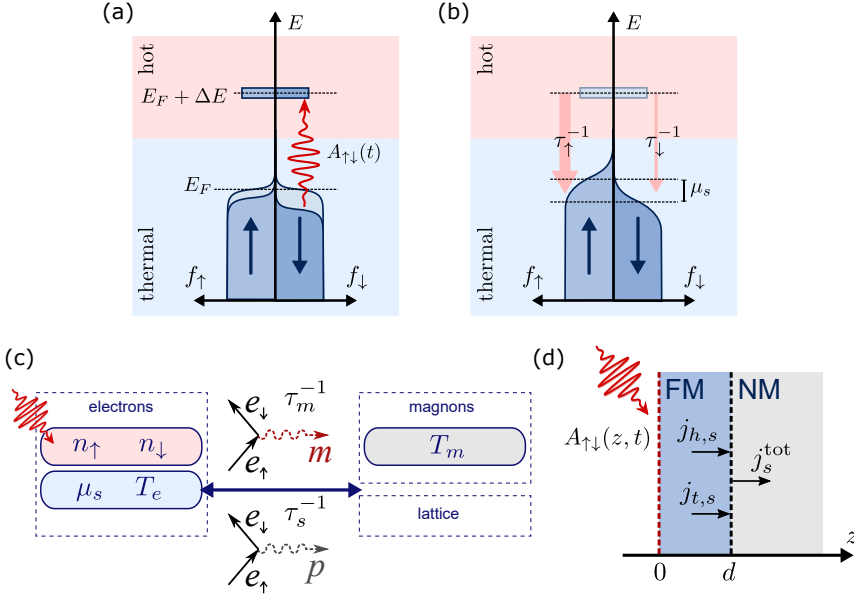 (a)
E
hot
E_F + ΔE
A_↑↓(t)
E_F
thermal
f_↑
f_↓
(b)
E
hot
τ_↑^−1
τ_↓^−1
μ_s
thermal
f_↑
f_↓
(c)
electrons
n_↑ n_↓
μ_s T_e
e_↓
τ_m^−1
e_↑
m
e_↓
τ_s^−1
e_↑
p
magnons
T_m
lattice
(d)
FM NM
A_↑↓(z, t)
j_h,s
j_s^tot
j_t,s
z
0
d